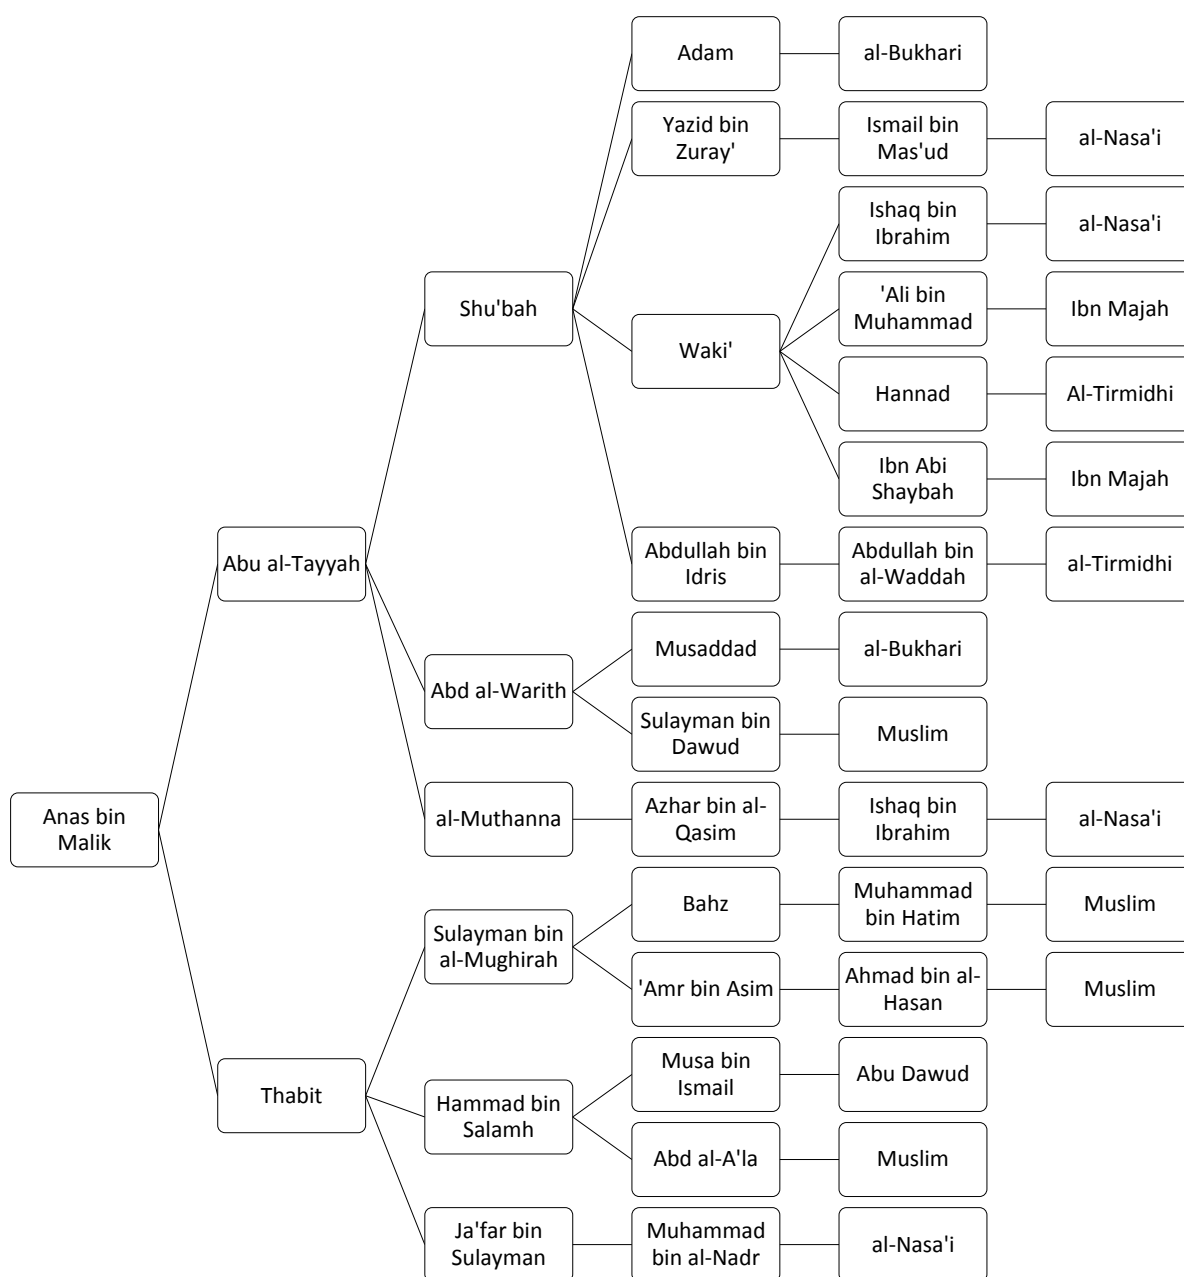 Adam
al-Bukhari
Yazid bin
Zuray'
Ismail bin
Mas'ud
al-Nasa'i
Ishaq bin
Ibrahim
al-Nasa'i
Shu'bah
'Ali bin
Muhammad
Ibn Majah
Waki'
Hannad
Al-Tirmidhi
Ibn Abi
Shaybah
Ibn Majah
Abu al-Tayyah
Abdullah bin
Idris
Abdullah bin
al-Waddah
al-Tirmidhi
Musaddad
al-Bukhari
Abd al-Warith
Sulayman bin
Dawud
Muslim
Anas bin
Malik
al-Muthanna
Azhar bin al-
Qasim
Ishaq bin
Ibrahim
al-Nasa'i
Bahz
Muhammad
bin Hatim
Muslim
Sulayman bin
al-Mughirah
'Amr bin Asim
Ahmad bin al-
Hasan
Muslim
Thabit
Musa bin
Ismail
Abu Dawud
Hammad bin
Salamh
Abd al-A'la
Muslim
Ja'far bin
Sulayman
Muhammad
bin al-Nadr
al-Nasa'i